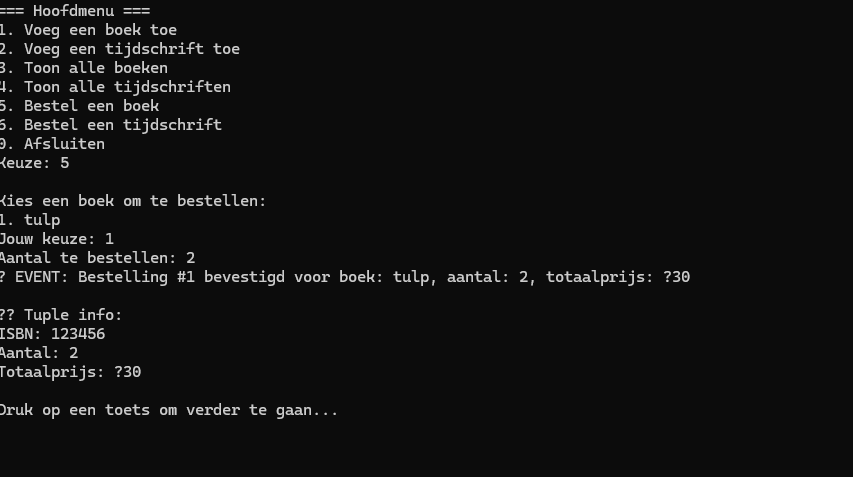 === Hoofdmenu ===
1. Voeg een boek toe
2. Voeg een tijdschrift toe
3. Toon alle boeken
4. Toon alle tijdschriften
5. Bestel een boek
6. Bestel een tijdschrift
0. Afsluiten
Keuze: 5
Kies een boek om te bestellen:
1. tulp
Jouw keuze: 1
Aantal te bestellen: 2
? EVENT: Bestelling #1 bevestigd voor boek: tulp, aantal: 2, totaalprijs: ?30
?? Tuple info:
ISBN: 123456
Aantal: 2
Totaalprijs: ?30
Druk op een toets om verder te gaan...